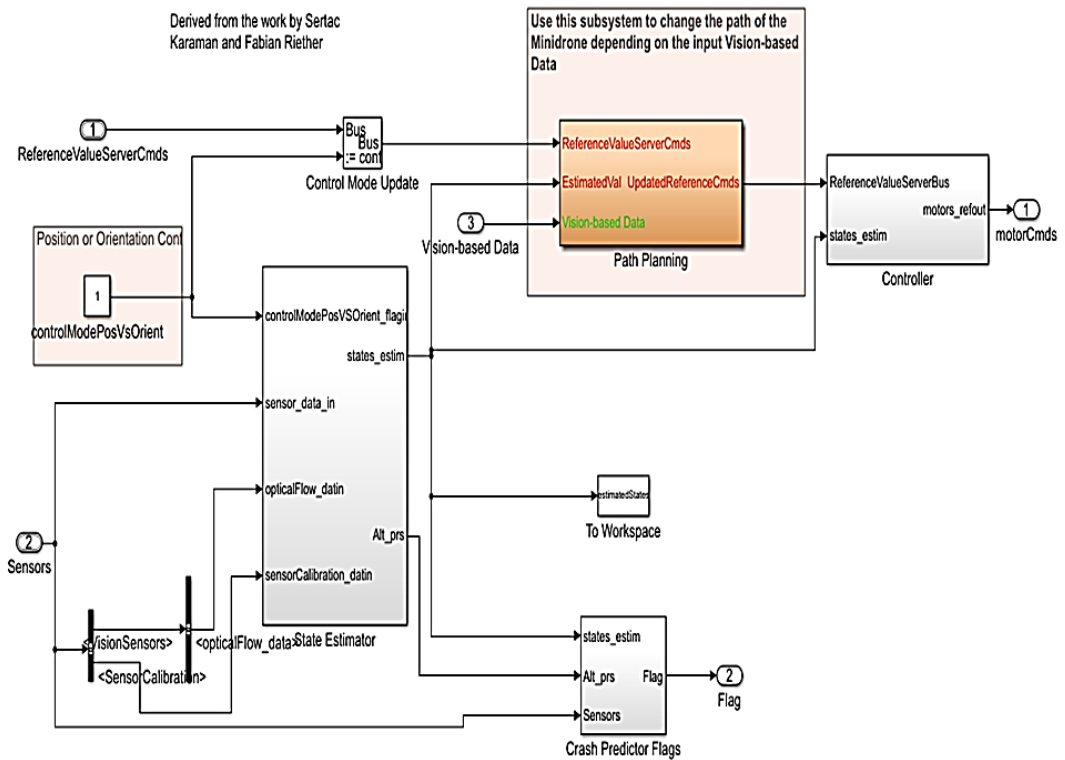 Derived from the work by Sertac
Karaman and Fabian Riether
Use this subsystem to change the path of the
Minidrone depending on the input Vision-based
Data
1
ReferenceValueServerCmds
Bus
Bus
:= cont
Control Mode Update
ReferenceValueServerCmds
EstimatedVal UpdatedReferenceCmds
Vision-based Data
Path Planning
3
Vision-based Data
ReferenceValueServerBus
motors_refout
states_estim
Controller
1
motorCmds
Position or Orientation Cont
1
controlModePosVsOrient
controlModePosVSOrient_flagin
states_estim
sensor_data_in
opticalFlow_datin
Alt_prs
sensorCalibration_datin
State Estimator
estimatedStates
To Workspace
2
Sensors
<VisionSensors>
<opticalFlow_data>
<SensorCalibration>
states_estim
Alt_prs
Flag
Sensors
Crash Predictor Flags
2
Flag